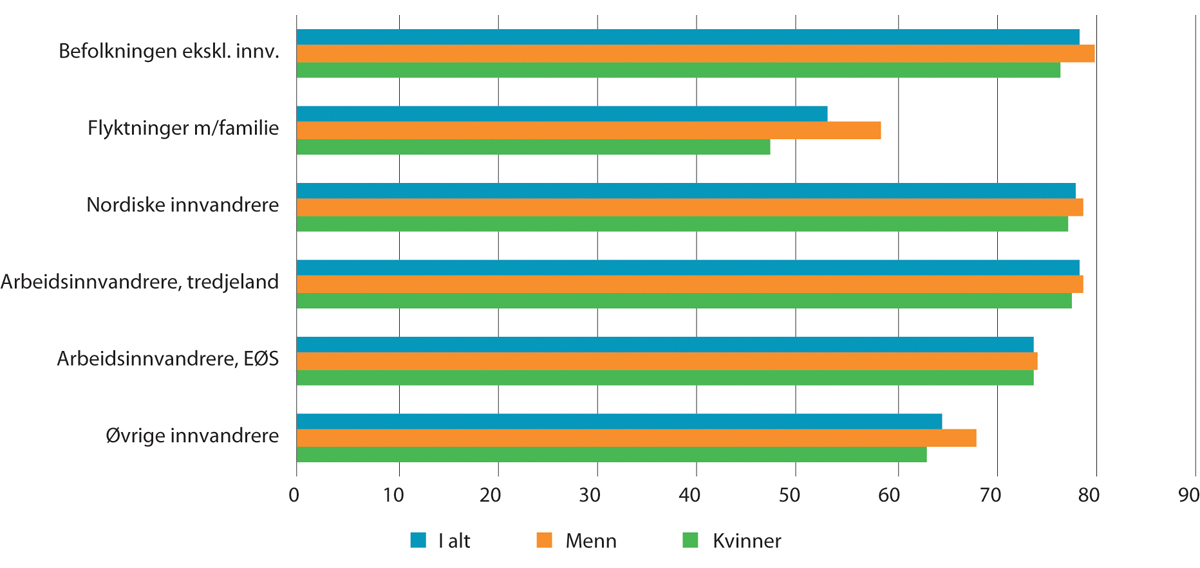 Befolkningen ekskl. innv.
Flyktninger m/familie
Nordiske innvandrere
Arbeidsinnvandrere, tredjeland
Arbeidsinnvandrere, EØS
Øvrige innvandrere
0 10 20 30 40 50 60 70 80 90
I alt Menn Kvinner